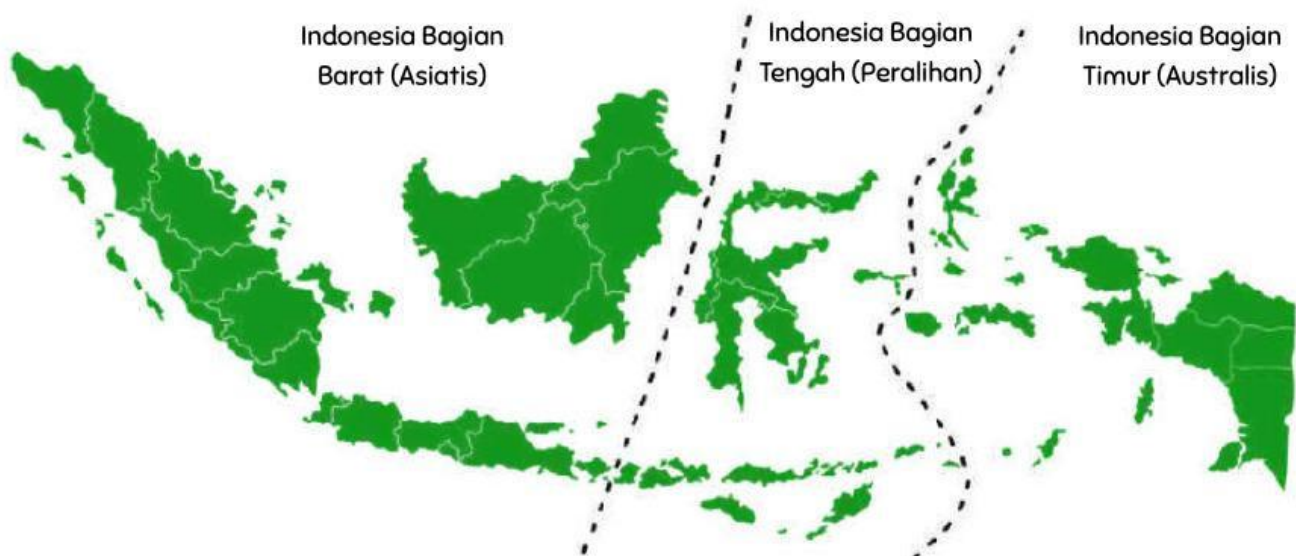 Indonesia Bagian
Barat (Asiatis)
Indonesia Bagian
Tengah (Peralihan)
Indonesia Bagian
Timur (Australis)